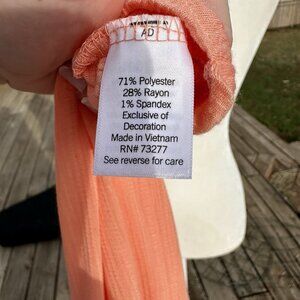 AD
71% Polyester
28% Rayon
1% Spandex
Exclusive of
Decoration
Made in Vietnam
RN# 73277
See reverse for care